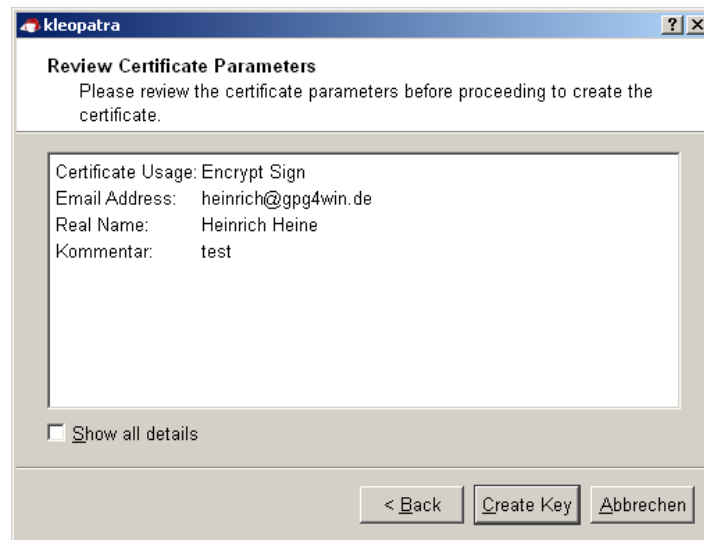 kleopatra
Review Certificate Parameters
Please review the certificate parameters before proceeding to create the
certificate.
Certificate Usage: Encrypt Sign
Email Address: heinrich@gpg4win.de
Real Name: Heinrich Heine
Kommentar: test
Show all details
< Back Create Key Abbrechen